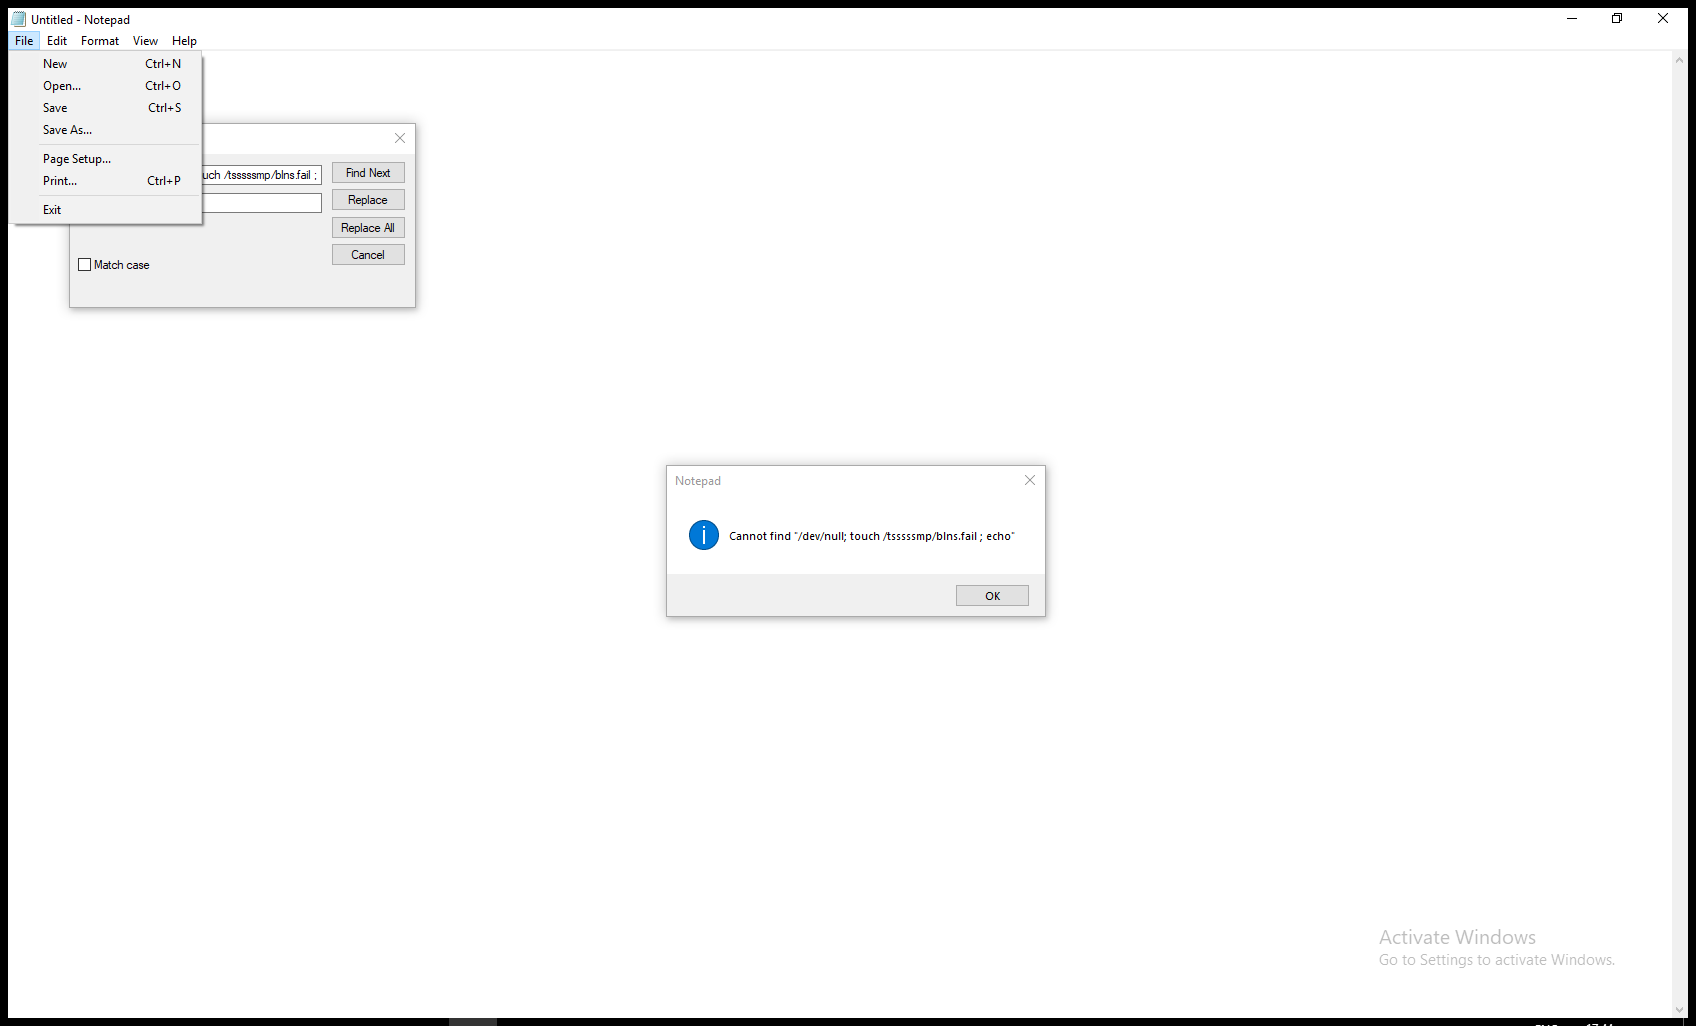 Untitled - Notepad
File Edit Format View Help
New Ctrl+N
Open... Ctrl+O
Save Ctrl+S
Save As...
Page Setup...
Print... Ctrl+P
Exit
uch /tsssssmp/blns.fail ;
Find Next
Replace
Replace All
Cancel
Match case
Notepad
Cannot find "/dev/null; touch /tsssssmp/blns.fail ; echo"
OK
Activate Windows
Go to Settings to activate Windows.